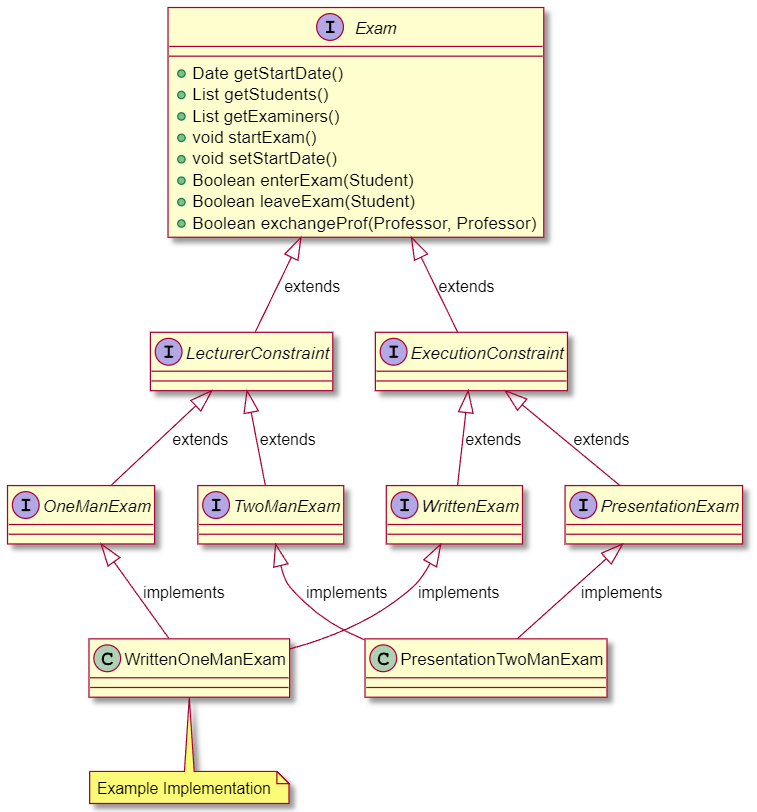 I Exam
Date getStartDate()
List getStudents()
List getExaminers()
void startExam()
void setStartDate()
Boolean enterExam(Student)
Boolean leaveExam(Student)
Boolean exchangeProf(Professor, Professor)
extends
extends
I LecturerConstraint
I ExecutionConstraint
extends
extends
extends
extends
I OneManExam
I TwoManExam
I WrittenExam
I PresentationExam
implements
implements
implements
implements
C WrittenOneManExam
C PresentationTwoManExam
Example Implementation